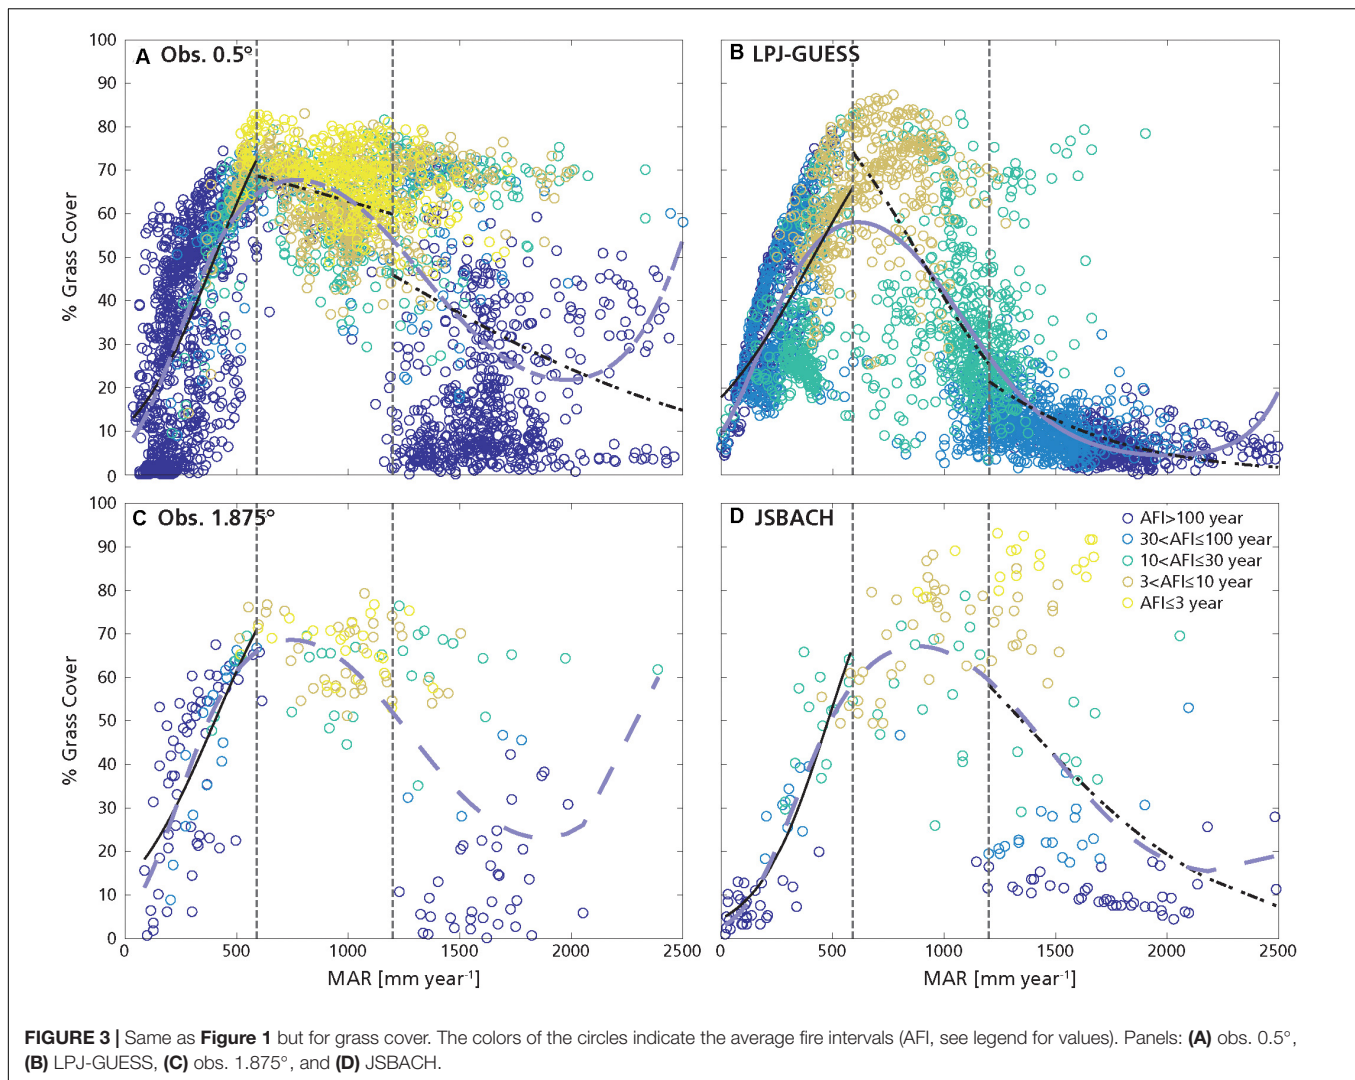 100
90
80
70
60
50
40
30
20
10
0
% Grass Cover
A Obs. 0.5°
B LPJ-GUESS
100
90
80
70
60
50
40
30
20
10
0
% Grass Cover
C Obs. 1.875°
D JSBACH
AFI>100 year
30<AFI≤100 year
10<AFI≤30 year
3<AFI≤10 year
AFI≤3 year
0 500 1000 1500 2000 2500
0 500 1000 1500 2000 2500
MAR [mm year-1]
MAR [mm year-1]
FIGURE 3 | Same as Figure 1 but for grass cover. The colors of the circles indicate the average fire intervals (AFI, see legend for values). Panels: (A) obs. 0.5°,
(B) LPJ-GUESS, (C) obs. 1.875°, and (D) JSBACH.